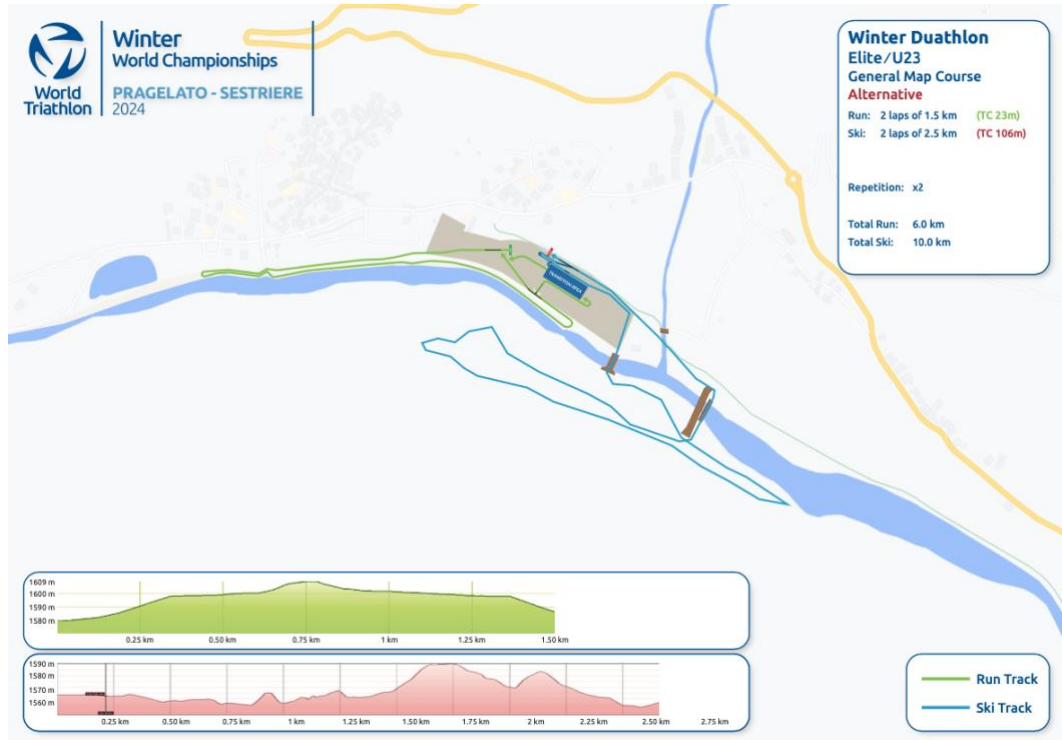 World
Triathlon
Winter
World Championships
PRAGELATO - SESTRIERE
2024
Winter Duathlon
Elite/U23
General Map Course
Alternative
Run: 2 laps of 1.5 km (TC 23m)
Ski: 2 laps of 2.5 km (TC 106m)
Repetition: x2
Total Run: 6.0 km
Total Ski: 10.0 km
TRANSITION AREA
1609 m
1600 m
1590 m
1580 m
0.25 km 0.50 km 0.75 km 1 km 1.25 km 1.50 km
1590 m
1580 m
1570 m
1560 m
0.25 km 0.50 km 0.75 km 1 km 1.25 km 1.50 km 1.75 km 2 km 2.25 km 2.50 km 2.75 km
Run Track
Ski Track